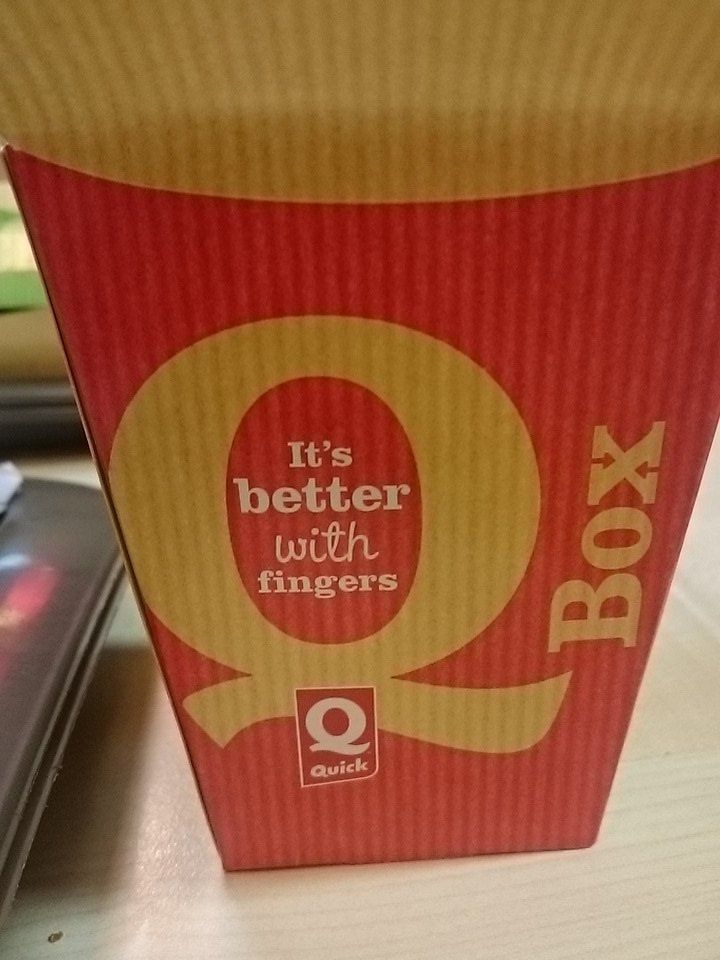 Q
It's
better
with
fingers
Box
Q
Quick